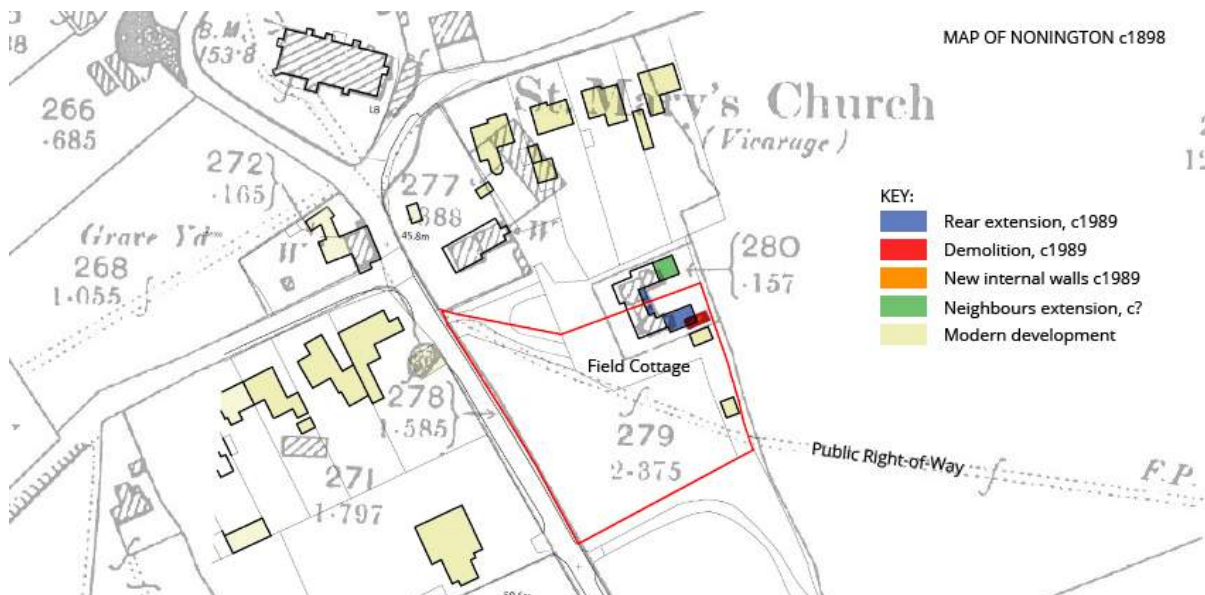 MAP OF NONINGTON c1898
B.M.
153·8
LB
266
·685
272
·165
277
·388
45.8m
W
W
St. Mary's Church
(Vicarage)
Grave Yd
268
1·055
280
·157
KEY:
Rear extension, c1989
Demolition, c1989
New internal walls c1989
Neighbours extension, c?
Modern development
Field Cottage
278
1·585
279
2·375
271
1·797
Public Right-of-Way
F.P.